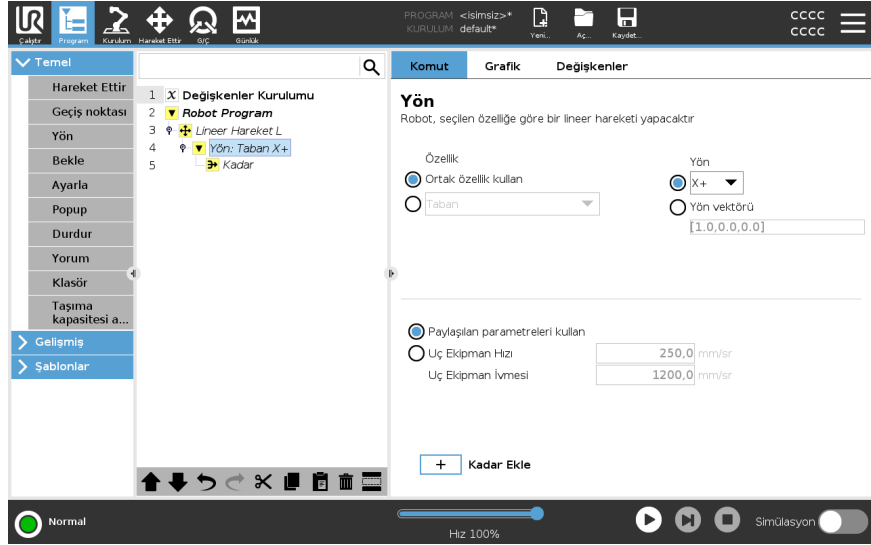 PROGRAM <isimsiz>*
KURULUM default*
UR
Çalıştır Program Kurulum Hareket Ettir G/Ç Günlük
Yeni... Aç... Kaydet...
cccc
cccc
Temel
Hareket Ettir
Geçiş noktası
Yön
Bekle
Ayarla
Popup
Durdur
Yorum
Klasör
Taşıma
kapasitesi a...
Gelişmiş
Şablonlar
1 X Değişkenler Kurulumu
2 Robot Program
3 Lineer Hareket L
4 Yön: Taban X+
5 Kadar
Komut Grafik Değişkenler
Yön
Robot, seçilen özelliğe göre bir lineer hareketi yapacaktır
Özellik
Ortak özellik kullan
Taban
Yön
X+
Yön vektörü
[1.0,0.0,0.0]
Paylaşılan parametreleri kullan
Uç Ekipman Hızı 250,0 mm/sr
Uç Ekipman İvmesi 1200,0 mm/sr
+ Kadar Ekle
Normal
Hız 100%
Simülasyon